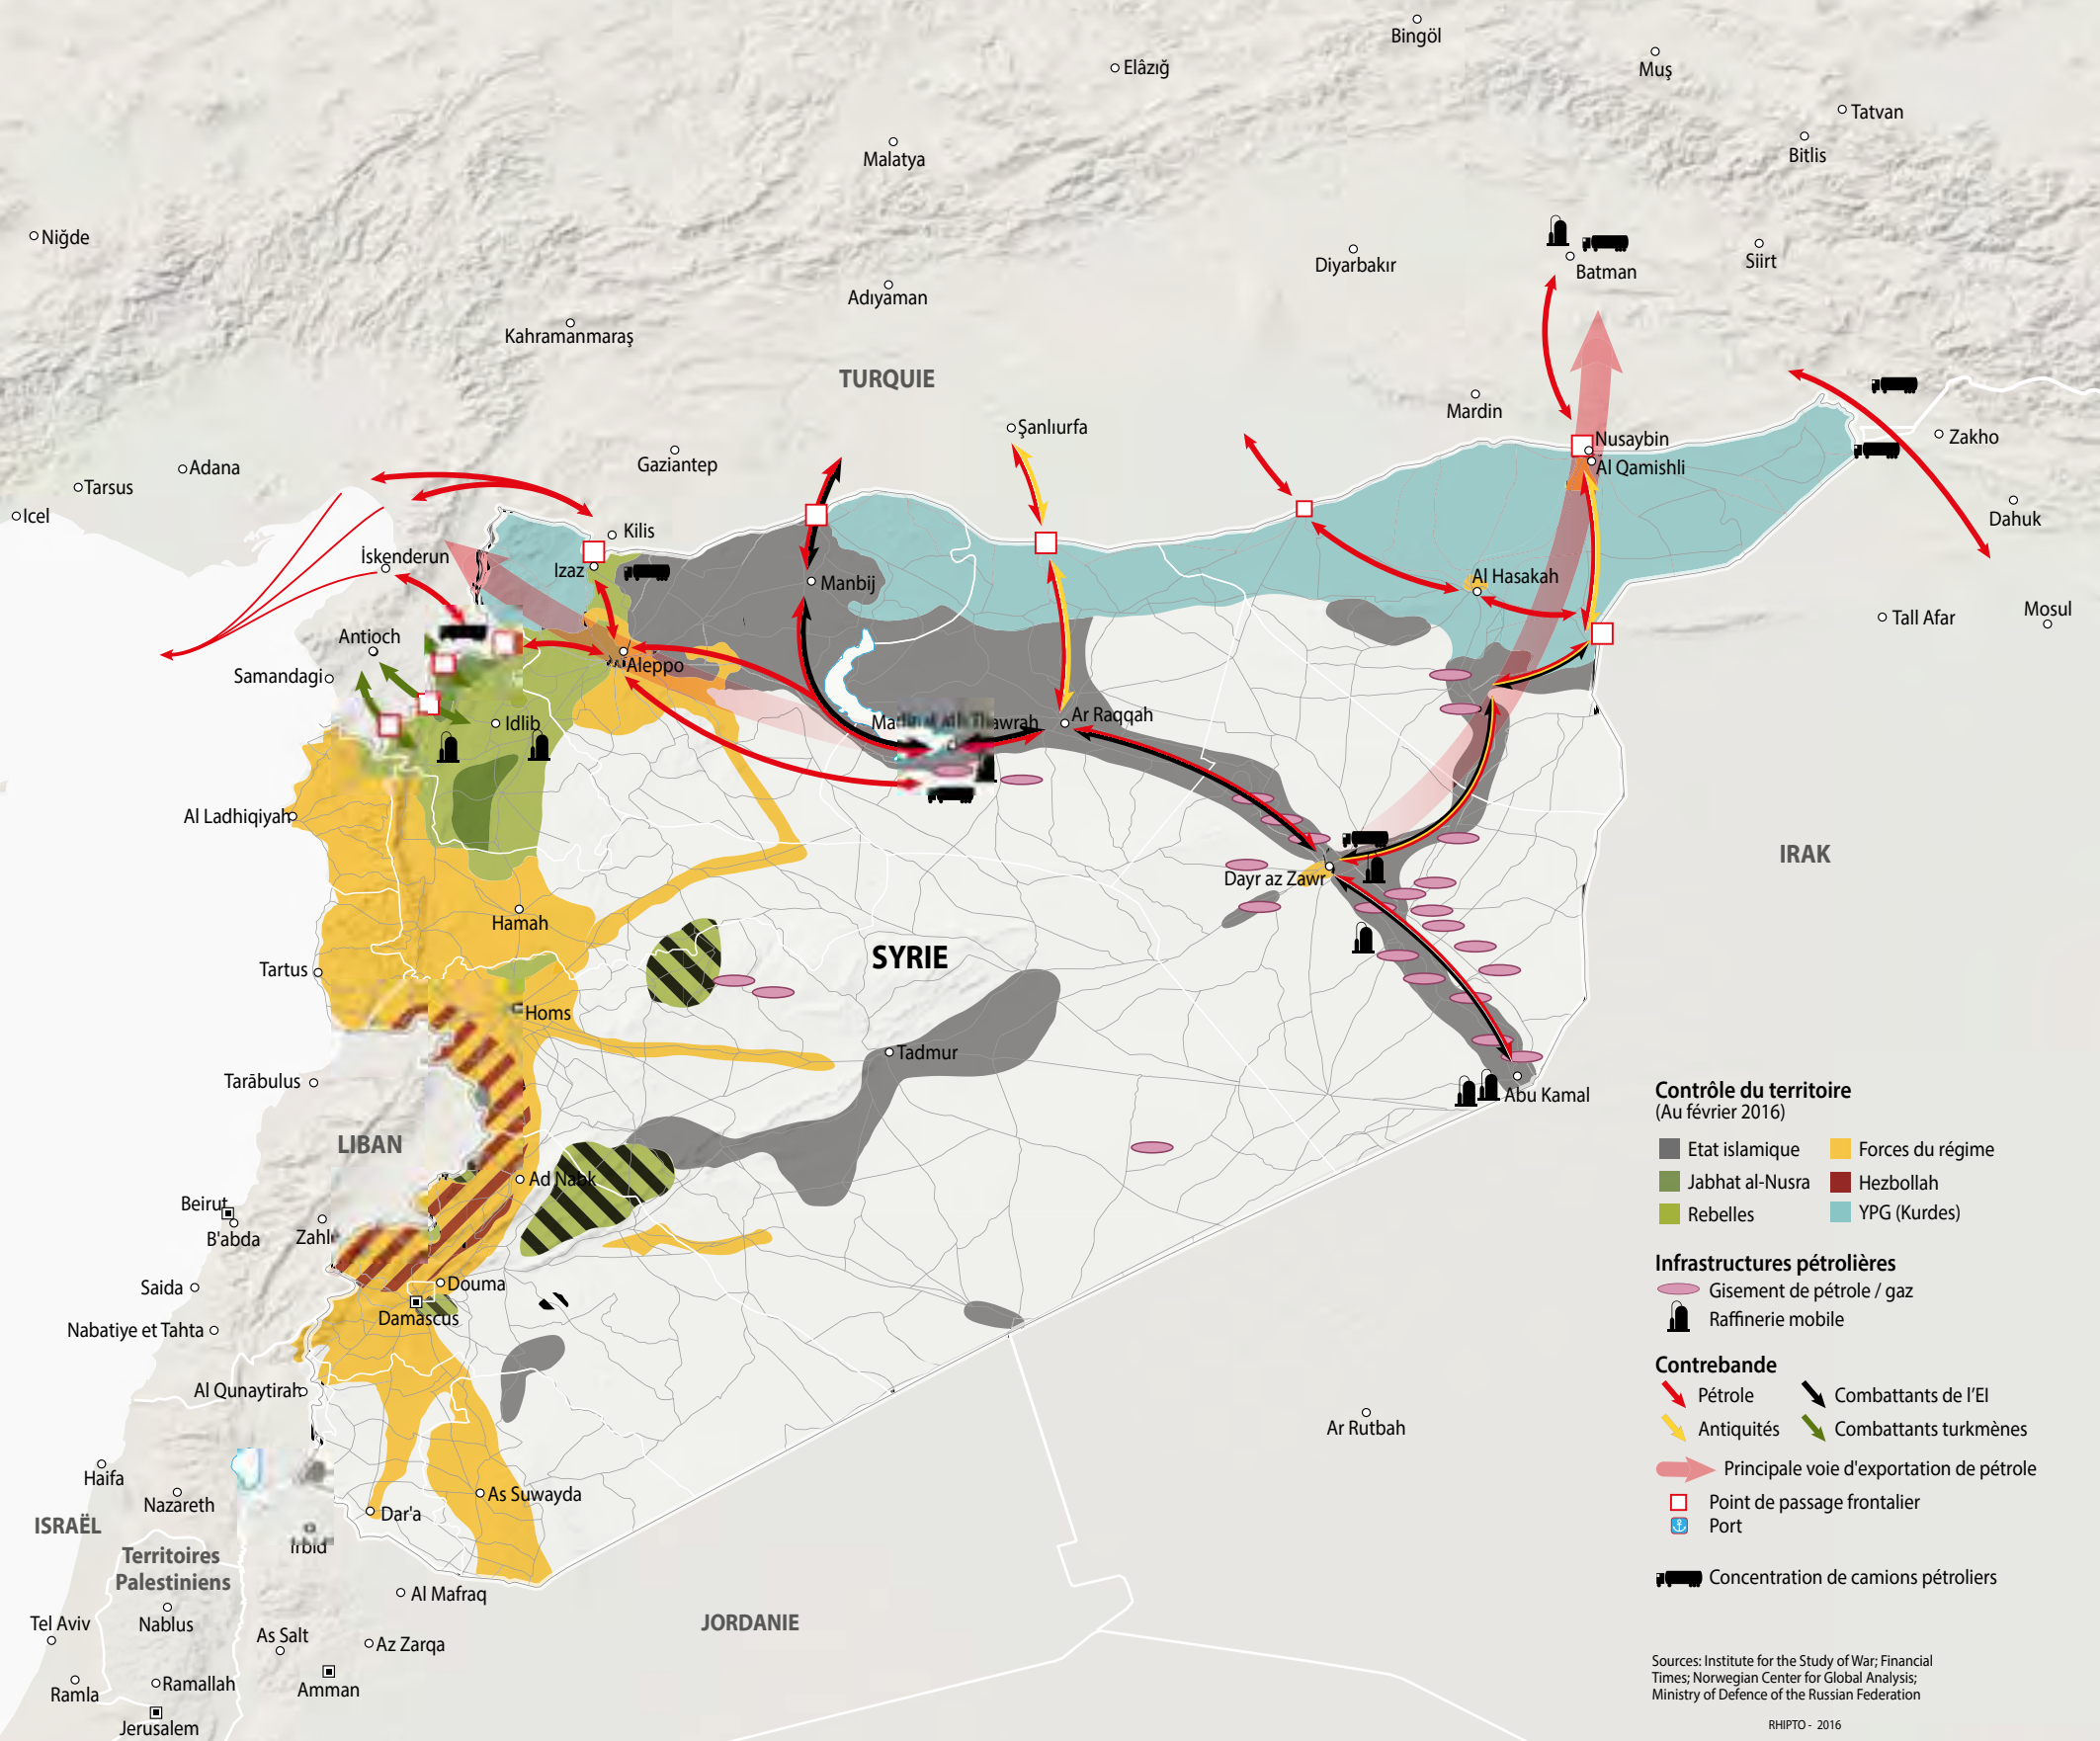 Bingöl
Elâzığ
Muş
Tatvan
Malatya
Bitlis
Niğde
Diyarbakır
Batman
Siirt
Adıyaman
Kahramanmaraş
TURQUIE
Mardin
Şanlıurfa
Nusaybin
Zakho
Al Qamishli
Gaziantep
Adana
Tarsus
Icel
Dahuk
Kilis
İskenderun
Izaz
Manbij
Al Hasakah
Tall Afar
Mosul
Antioch
Aleppo
Samandagi
Idlib
Ar Raqqah
Al Ladhiqiyah
IRAK
Dayr az Zawr
Hamah
SYRIE
Tartus
Homs
Tadmur
Tarābulus
Abu Kamal
LIBAN
Ad Nabk
Beirut
B'abda
Zahl
Saida
Douma
Damascus
Nabatiye et Tahta
Al Qunaytirah
Ar Rutbah
Haifa
Nazareth
As Suwayda
Dar'a
ISRAËL
Irbid
Territoires
Palestiniens
Al Mafraq
Nablus
Tel Aviv
As Salt
Az Zarqa
JORDANIE
Ramallah
Ramla
Amman
Jerusalem
Contrôle du territoire
(Au février 2016)
Etat islamique
Forces du régime
Jabhat al-Nusra
Hezbollah
Rebelles
YPG (Kurdes)
Infrastructures pétrolières
Gisement de pétrole / gaz
Raffinerie mobile
Contrebande
Pétrole
Combattants de l'EI
Antiquités
Combattants turkmènes
Principale voie d'exportation de pétrole
Point de passage frontalier
Port
Concentration de camions pétroliers
Sources: Institute for the Study of War; Financial
Times; Norwegian Center for Global Analysis;
Ministry of Defence of the Russian Federation
RHIPTO - 2016